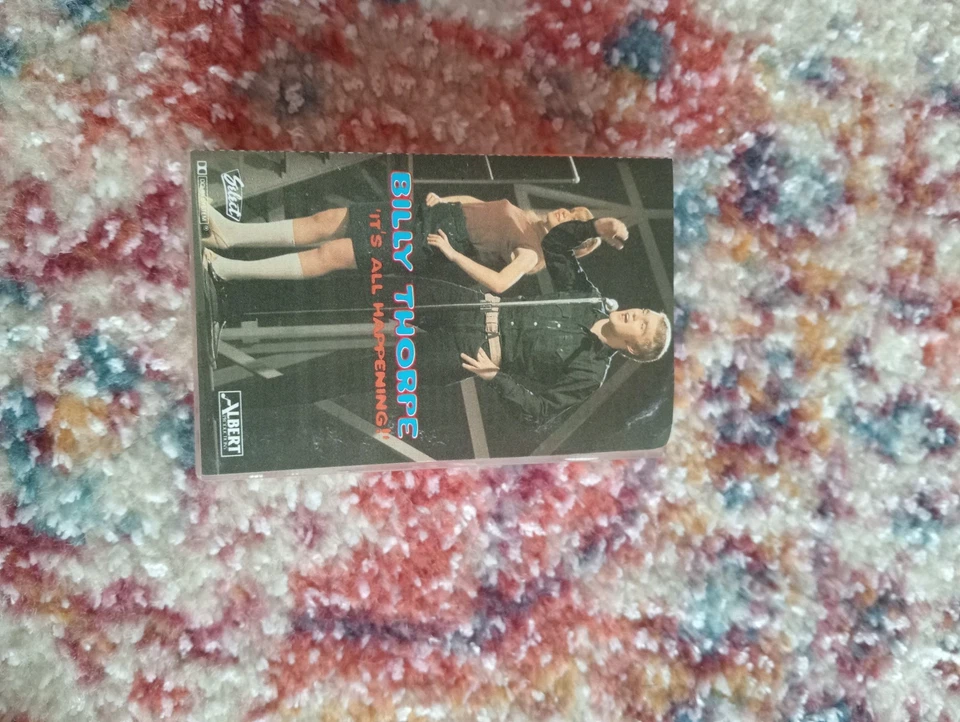 BILLY THORPE
'IT'S ALL HAPPENING'
ALBERT